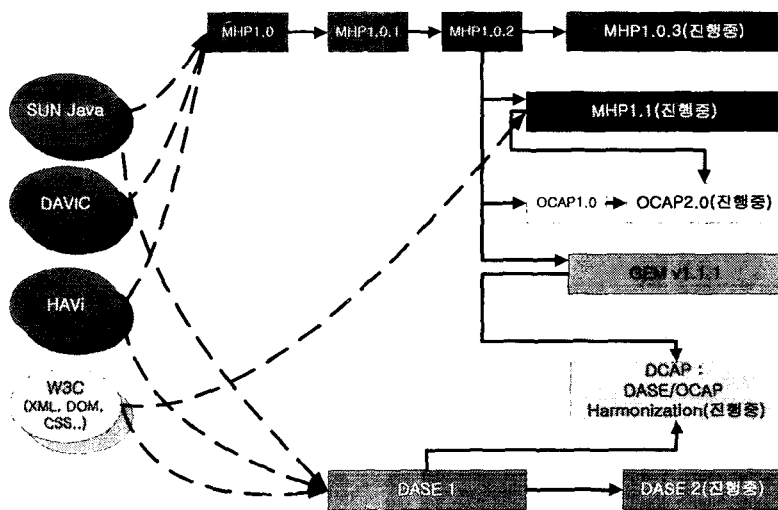 MHP1.0
MHP1.0.1
MHP1.0.2
MHP1.0.3(진행중)
SUN Java
MHP1.1(진행중)
DAVIC
OCAP1.0
OCAP2.0(진행중)
HAVi
GEM v1.1.1
W3C
(XML, DOM,
CSS..)
DCAP :
DASE/OCAP
Harmonization(진행중)
DASE 1
DASE 2(진행중)